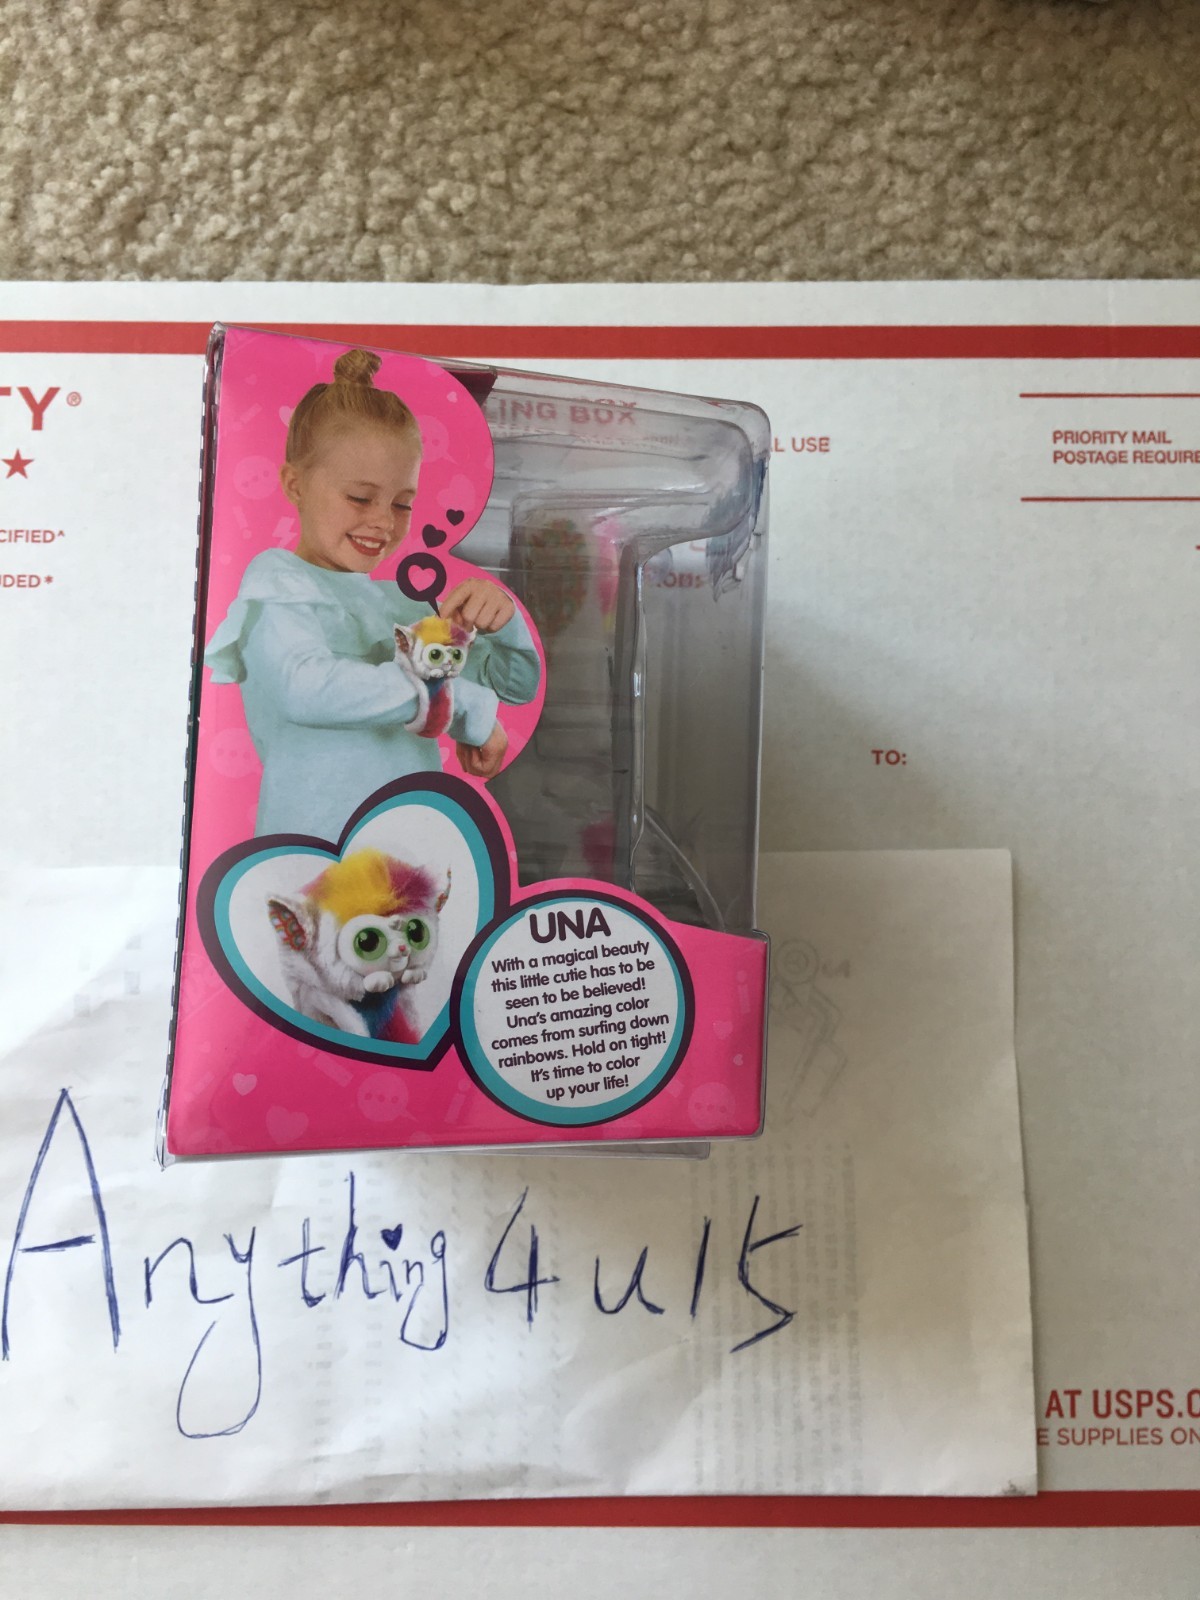 TY®
LING BOX
AL USE
PRIORITY MAIL
POSTAGE REQUIRE
CIFIED^
DED*
TO:
UNA
With a magical beauty
this little cutie has to be
seen to be believed!
Una's amazing color
comes from surfing down
rainbows. Hold on tight!
It's time to color
up your life!
Anything4u15
AT USPS.C
E SUPPLIES ON